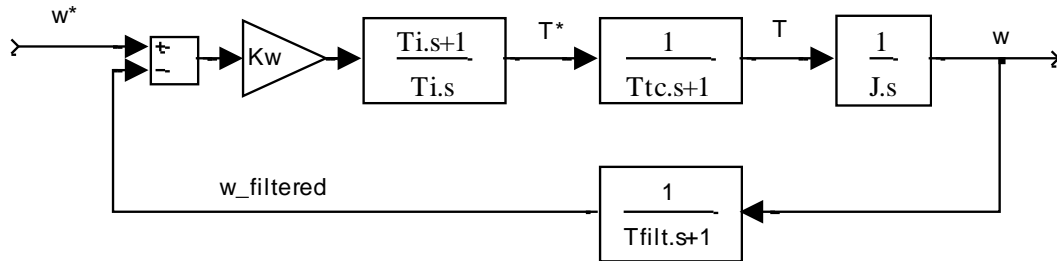 w*
+
−
Kw
Ti.s+1
Ti.s
T*
1
Ttc.s+1
T
1
J.s
w
w_filtered
1
Tfilt.s+1